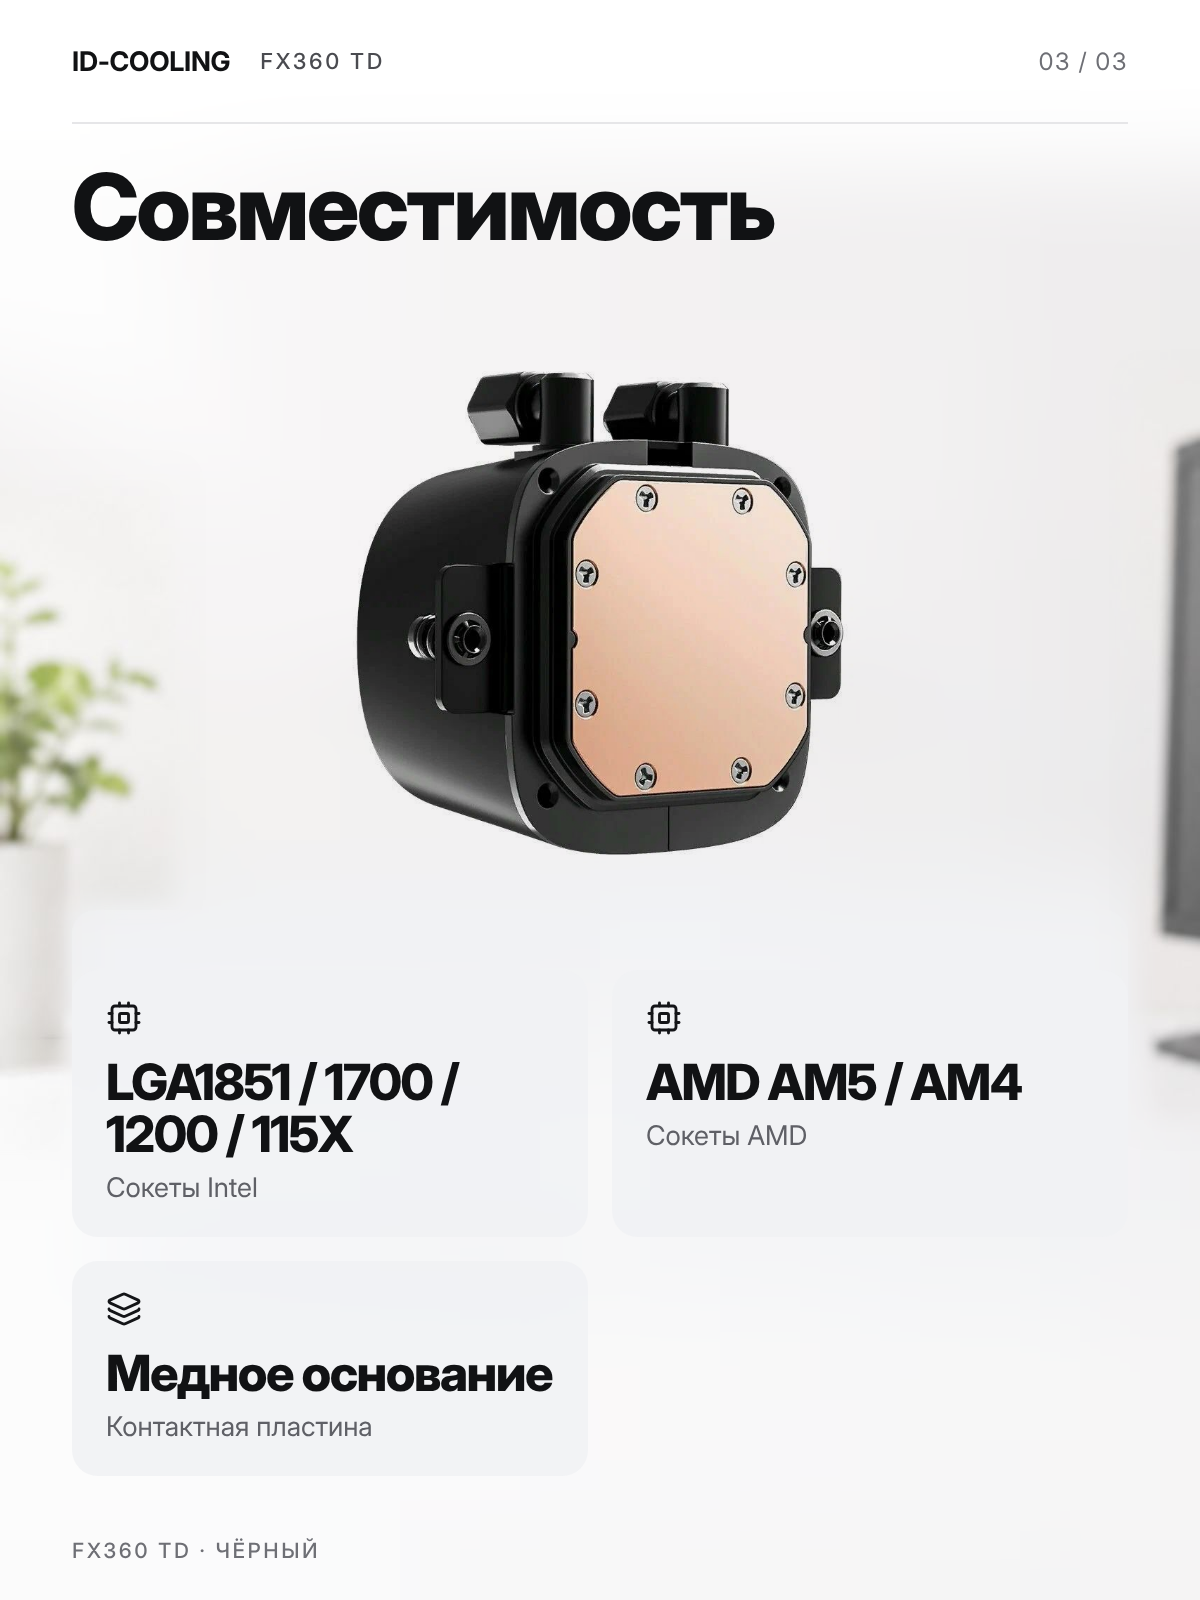 ID-COOLING FX360 TD 03 / 03
Совместимость
LGA1851 / 1700 /
1200 / 115X
Сокеты Intel
AMD AM5 / AM4
Сокеты AMD
Медное основание
Контактная пластина
FX360 TD · ЧЁРНЫЙ